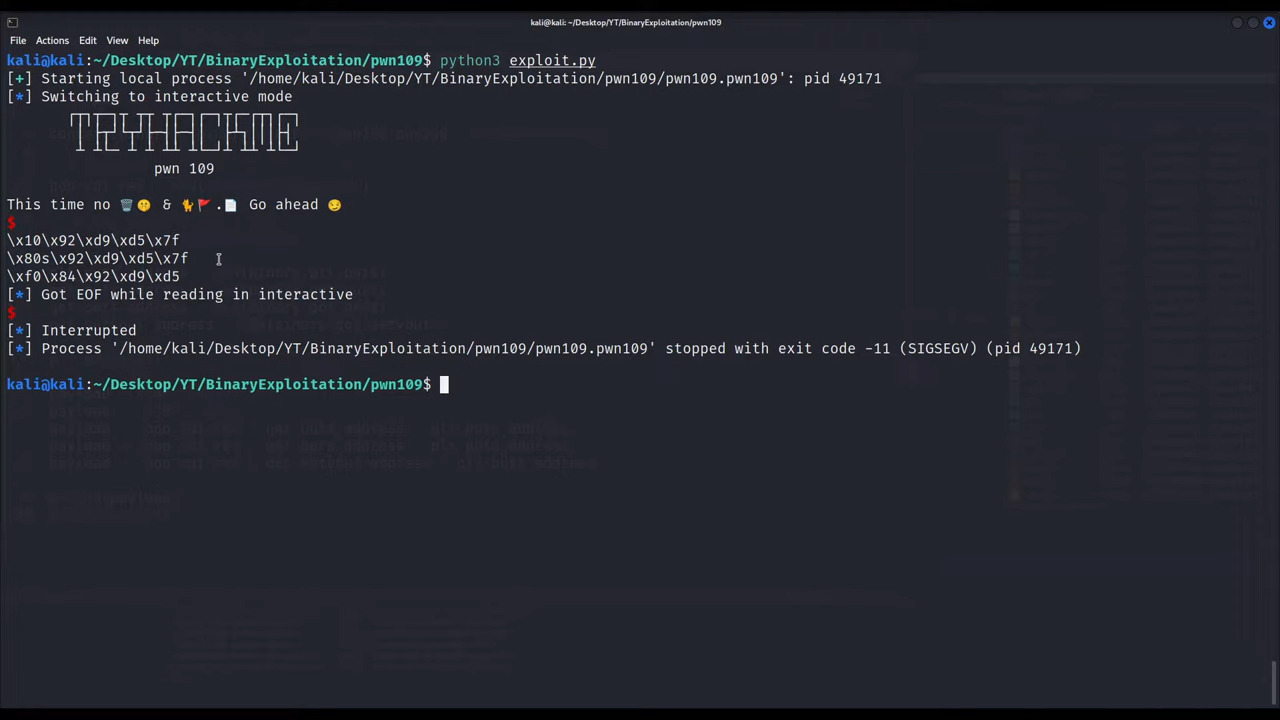 kali@kali: ~/Desktop/YT/BinaryExploitation/pwn109
File Actions Edit View Help
kali@kali:~/Desktop/YT/BinaryExploitation/pwn109$ python3 exploit.py
[+] Starting local process '/home/kali/Desktop/YT/BinaryExploitation/pwn109/pwn109.pwn109': pid 49171
[*] Switching to interactive mode
TRYHACKME
pwn 109
This time no 🗑️🤫 & 🐈🚩.📄 Go ahead 😏
$
\x10\x92\xd9\xd5\x7f
\x80s\x92\xd9\xd5\x7f
\xf0\x84\x92\xd9\xd5
[*] Got EOF while reading in interactive
$
[*] Interrupted
[*] Process '/home/kali/Desktop/YT/BinaryExploitation/pwn109/pwn109.pwn109' stopped with exit code -11 (SIGSEGV) (pid 49171)
kali@kali:~/Desktop/YT/BinaryExploitation/pwn109$